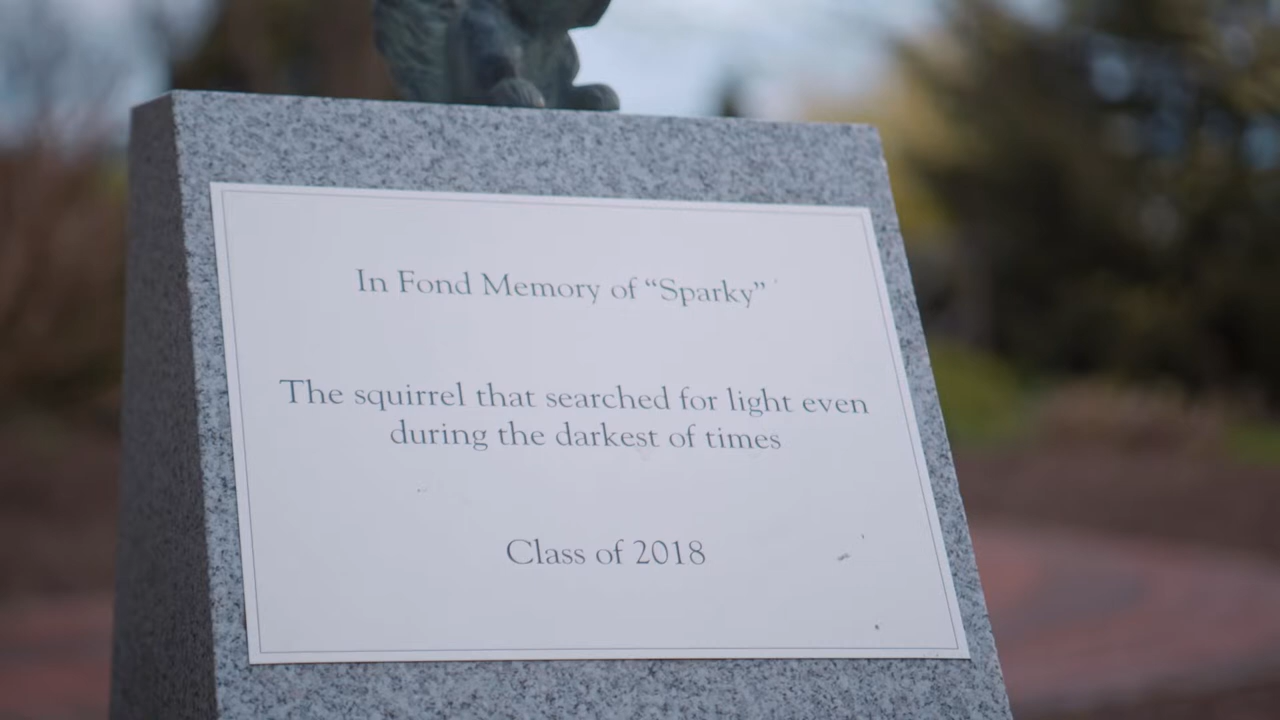 In Fond Memory of “Sparky”
The squirrel that searched for light even
during the darkest of times
Class of 2018